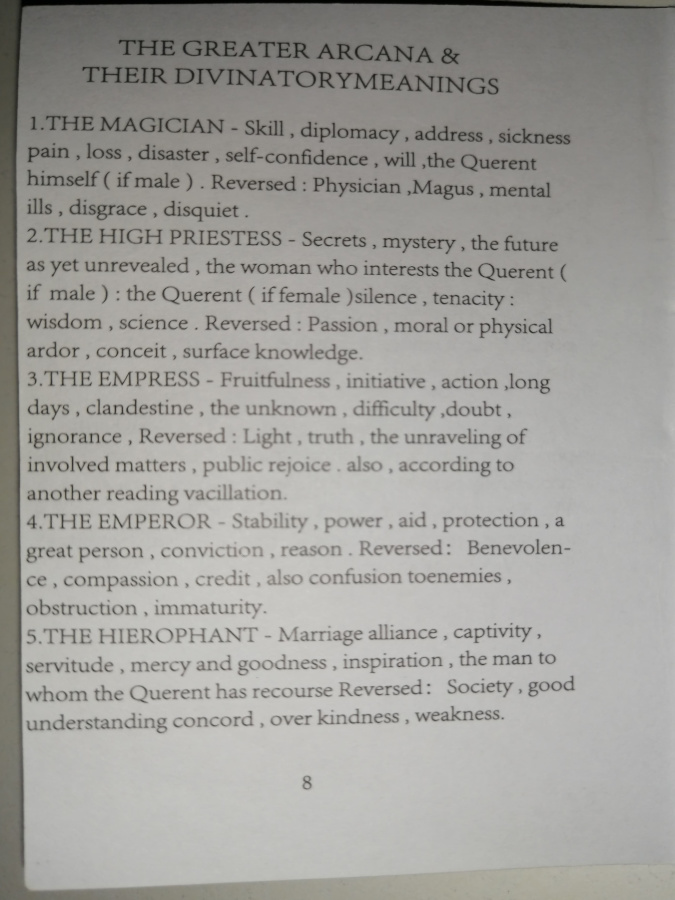 THE GREATER ARCANA &
THEIR DIVINATORYMEANINGS
1.THE MAGICIAN - Skill , diplomacy , address , sickness
pain , loss , disaster , self-confidence , will ,the Querent
himself ( if male ) . Reversed : Physician ,Magus , mental
ills , disgrace , disquiet .
2.THE HIGH PRIESTESS - Secrets , mystery , the future
as yet unrevealed , the woman who interests the Querent (
if male ) : the Querent ( if female )silence , tenacity :
wisdom , science . Reversed : Passion , moral or physical
ardor , conceit , surface knowledge.
3.THE EMPRESS - Fruitfulness , initiative , action ,long
days , clandestine , the unknown , difficulty ,doubt ,
ignorance , Reversed : Light , truth , the unraveling of
involved matters , public rejoice . also , according to
another reading vacillation.
4.THE EMPEROR - Stability , power , aid , protection , a
great person , conviction , reason . Reversed： Benevolen-
ce , compassion , credit , also confusion toenemies ,
obstruction , immaturity.
5.THE HIEROPHANT - Marriage alliance , captivity ,
servitude , mercy and goodness , inspiration , the man to
whom the Querent has recourse Reversed： Society , good
understanding concord , over kindness , weakness.
8